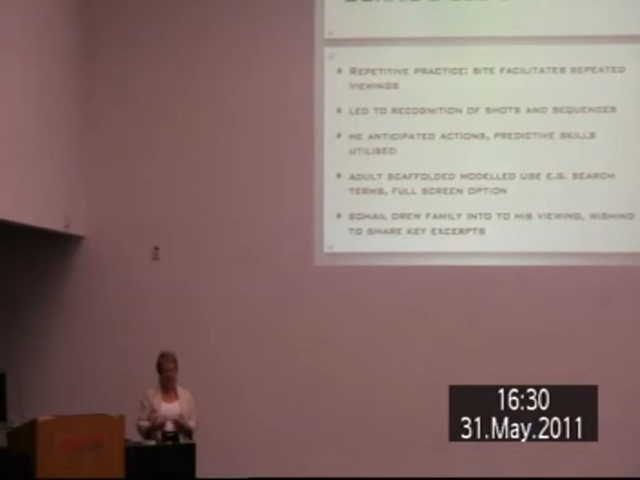 REPETITIVE PRACTICE: SITE FACILITATES REPEATED
VIEWINGS
LED TO RECOGNITION OF SHOTS AND SEQUENCES
HE ANTICIPATED ACTIONS, PREDICTIVE SKILLS
UTILISED
ADULT SCAFFOLDED MODELLED USE E.G. SEARCH
TERMS, FULL SCREEN OPTION
SOHAIL DREW FAMILY INTO TO HIS VIEWING, WISHING
TO SHARE KEY EXCERPTS
16:30
31.May.2011